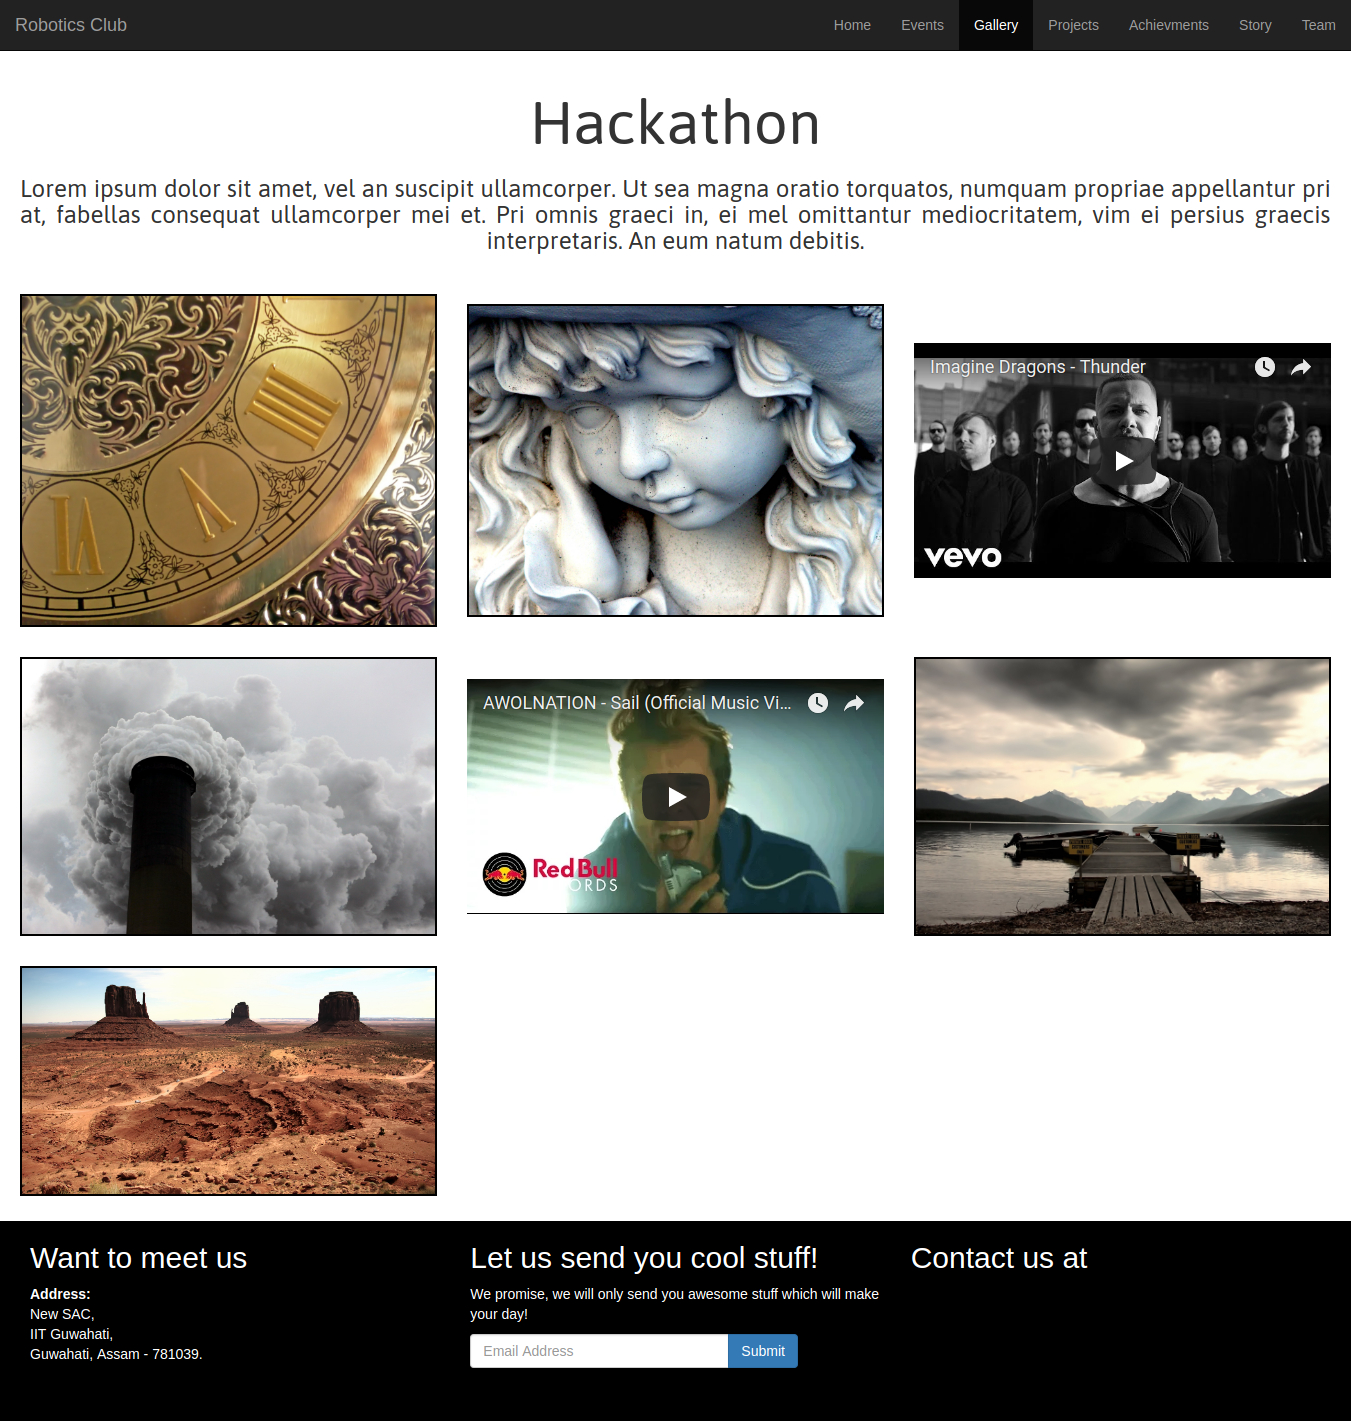 Robotics Club
Home Events Gallery Projects Achievments Story Team
Hackathon
Lorem ipsum dolor sit amet, vel an suscipit ullamcorper. Ut sea magna oratio torquatos, numquam propriae appellantur pri
at, fabellas consequat ullamcorper mei et. Pri omnis graeci in, ei mel omittantur mediocritatem, vim ei persius graecis
interpretaris. An eum natum debitis.
Imagine Dragons - Thunder
vevo
AWOLNATION - Sail (Official Music Vi...
Red Bull
ORDS
Want to meet us
Address:
New SAC,
IIT Guwahati,
Guwahati, Assam - 781039.
Let us send you cool stuff!
We promise, we will only send you awesome stuff which will make
your day!
Email Address
Submit
Contact us at